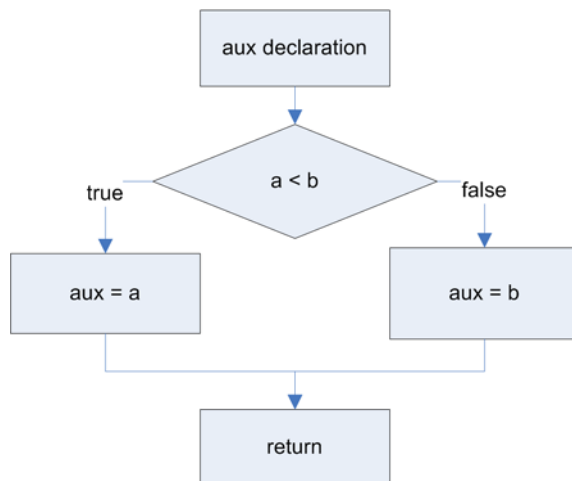 aux declaration
a < b
true
false
aux = a
aux = b
return